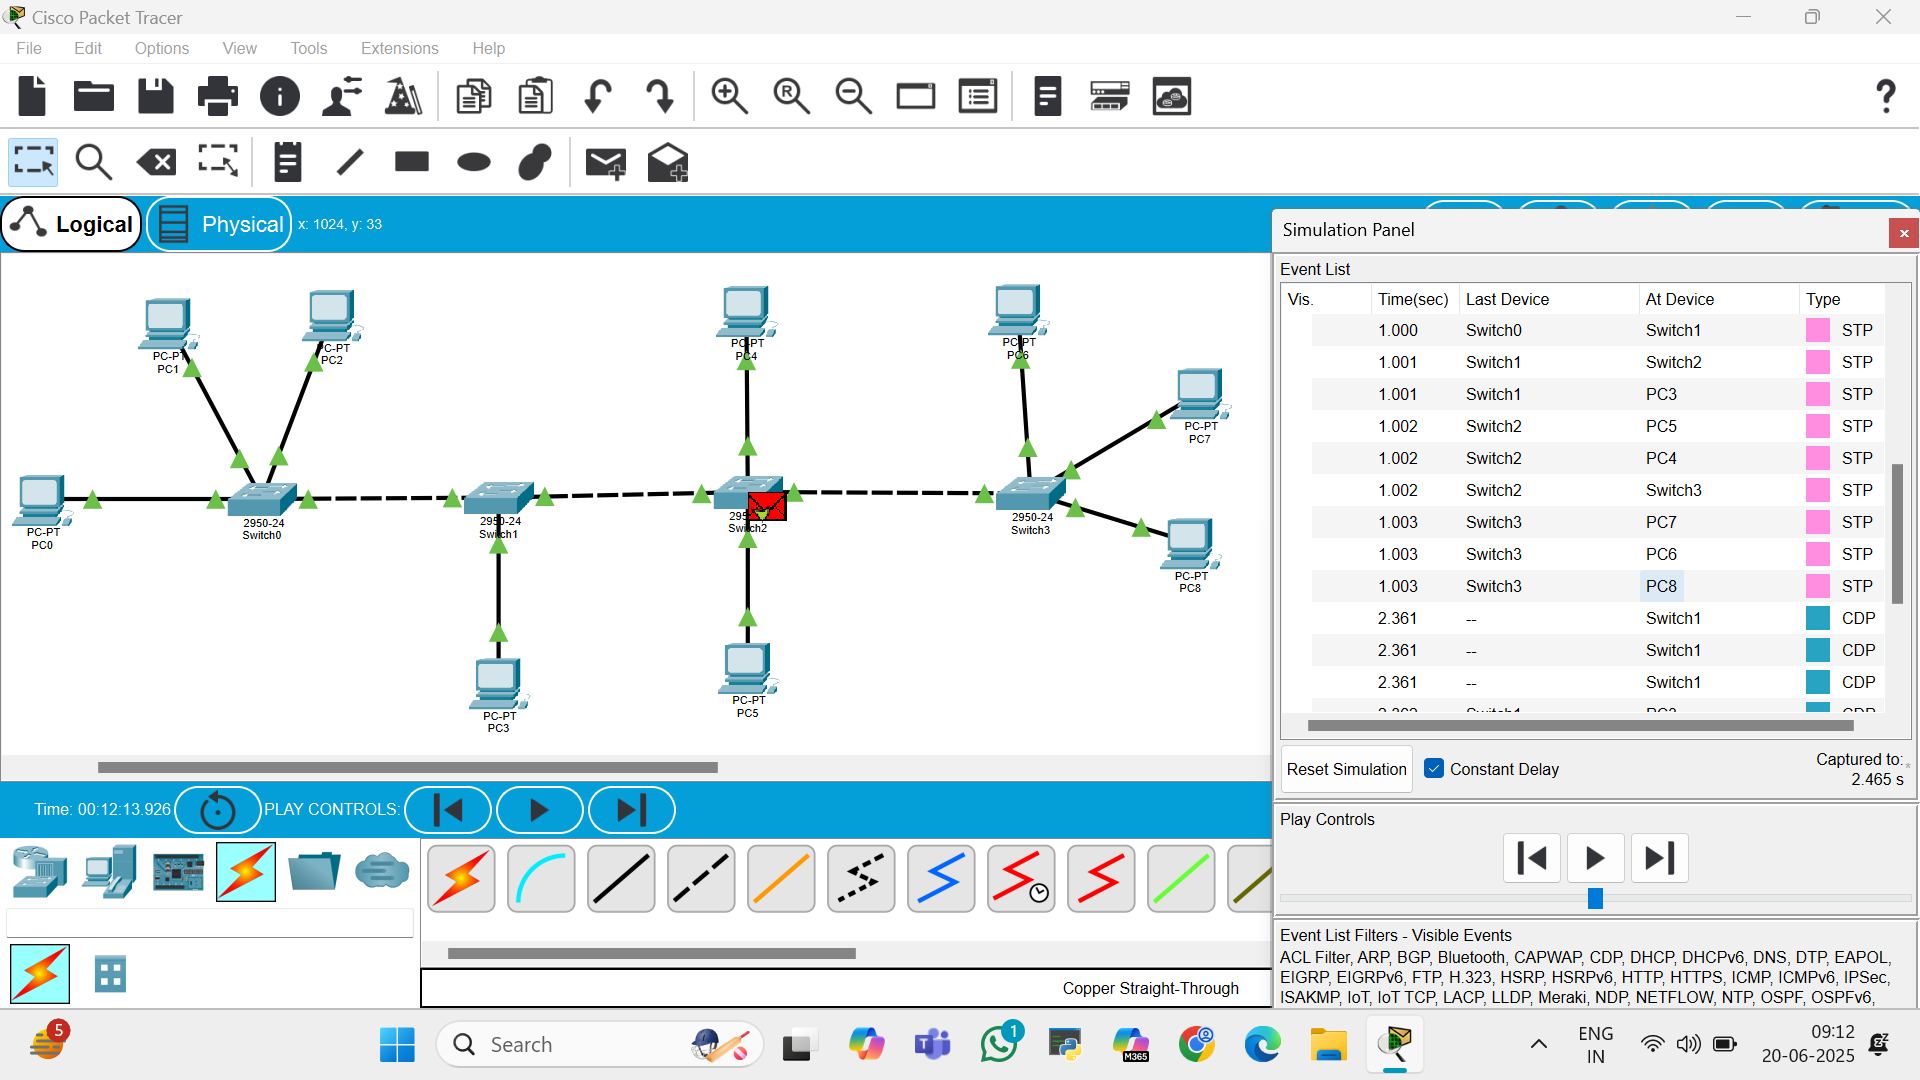 Cisco Packet Tracer
File Edit Options View Tools Extensions Help
Logical Physical x: 1024, y: 33
Simulation Panel
Event List
Vis. Time(sec) Last Device At Device Type
1.000 Switch0 Switch1 STP
1.001 Switch1 Switch2 STP
1.001 Switch1 PC3 STP
1.002 Switch2 PC5 STP
1.002 Switch2 PC4 STP
1.002 Switch2 Switch3 STP
1.003 Switch3 PC7 STP
1.003 Switch3 PC6 STP
1.003 Switch3 PC8 STP
2.361 -- Switch1 CDP
2.361 -- Switch1 CDP
2.361 -- Switch1 CDP
PC-PT
PC1
C-PT
PC2
PC-PT
PC4
PC-PT
PC6
PC-PT
PC7
PC-PT
PC0
2950-24
Switch0
2950-24
Switch1
295
Switch2
2950-24
Switch3
PC-PT
PC8
PC-PT
PC3
PC-PT
PC5
Reset Simulation Constant Delay
Captured to: *
2.465 s
Time: 00:12:13.926 PLAY CONTROLS:
Play Controls
Event List Filters - Visible Events
ACL Filter, ARP, BGP, Bluetooth, CAPWAP, CDP, DHCP, DHCPv6, DNS, DTP, EAPOL,
EIGRP, EIGRPv6, FTP, H.323, HSRP, HSRPv6, HTTP, HTTPS, ICMP, ICMPv6, IPSec,
ISAKMP, IoT, IoT TCP, LACP, LLDP, Meraki, NDP, NETFLOW, NTP, OSPF, OSPFv6,
Copper Straight-Through
5
Search
1
M365
ENG
IN
09:12
20-06-2025